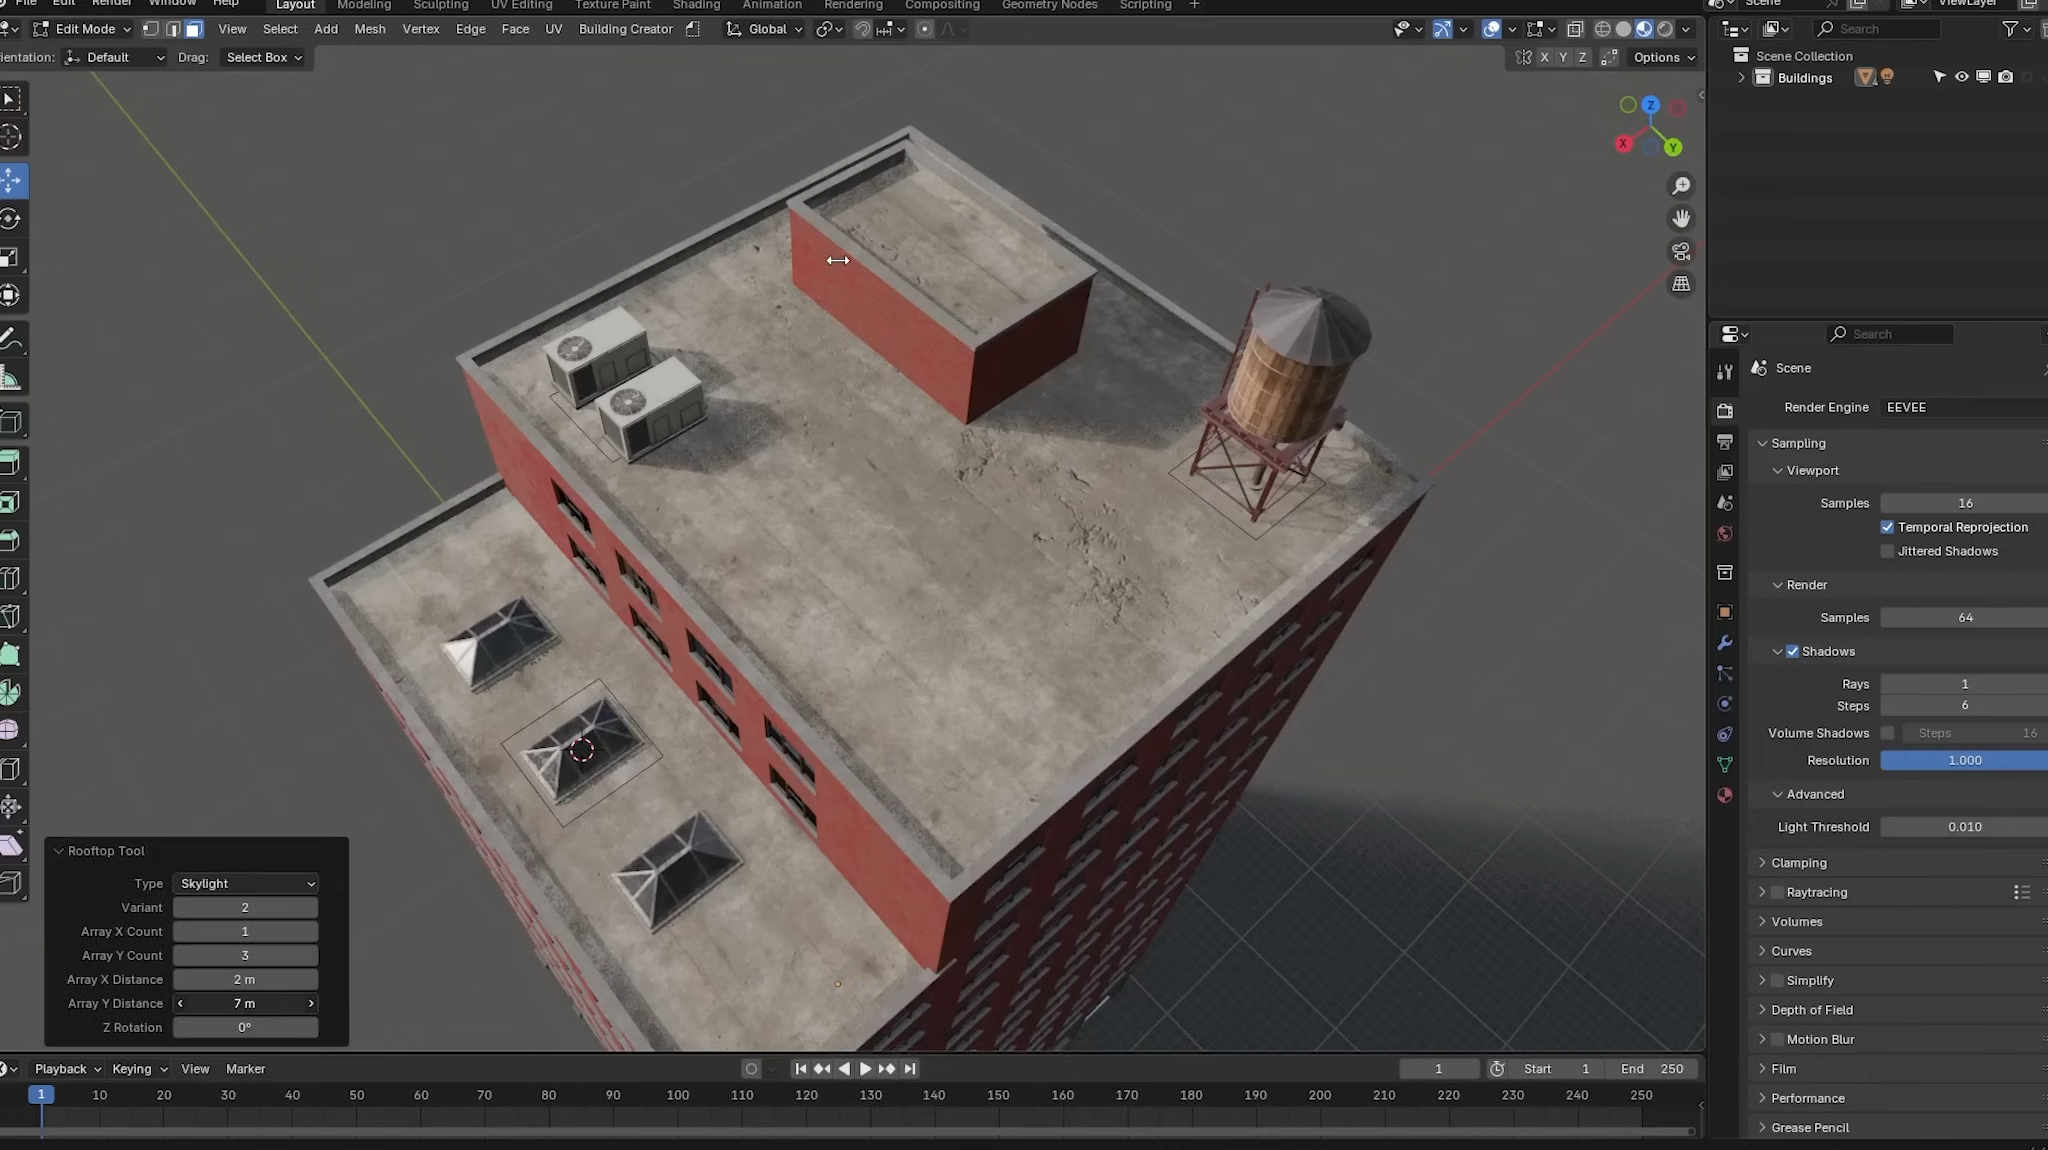 File Edit Render Window Help Layout Modeling Sculpting UV Editing Texture Paint Shading Animation Rendering Compositing Geometry Nodes Scripting + Scene ViewLayer
Edit Mode View Select Add Mesh Vertex Edge Face UV Building Creator Global Search
Default Drag: Select Box X Y Z Options
Scene Collection
Buildings
Z
X Y
Search
Scene
Render Engine EEVEE
Sampling
Viewport
Samples 16
Temporal Reprojection
Jittered Shadows
Render
Samples 64
Shadows
Rays 1
Steps 6
Volume Shadows Steps 16
Resolution 1.000
Advanced
Light Threshold 0.010
Clamping
Raytracing
Volumes
Curves
Simplify
Depth of Field
Motion Blur
Film
Performance
Grease Pencil
Rooftop Tool
Type Skylight
Variant 2
Array X Count 1
Array Y Count 3
Array X Distance 2 m
Array Y Distance 7 m
Z Rotation 0°
Playback Keying View Marker 1 Start 1 End 250
1 10 20 30 40 50 60 70 80 90 100 110 120 130 140 150 160 170 180 190 200 210 220 230 240 250